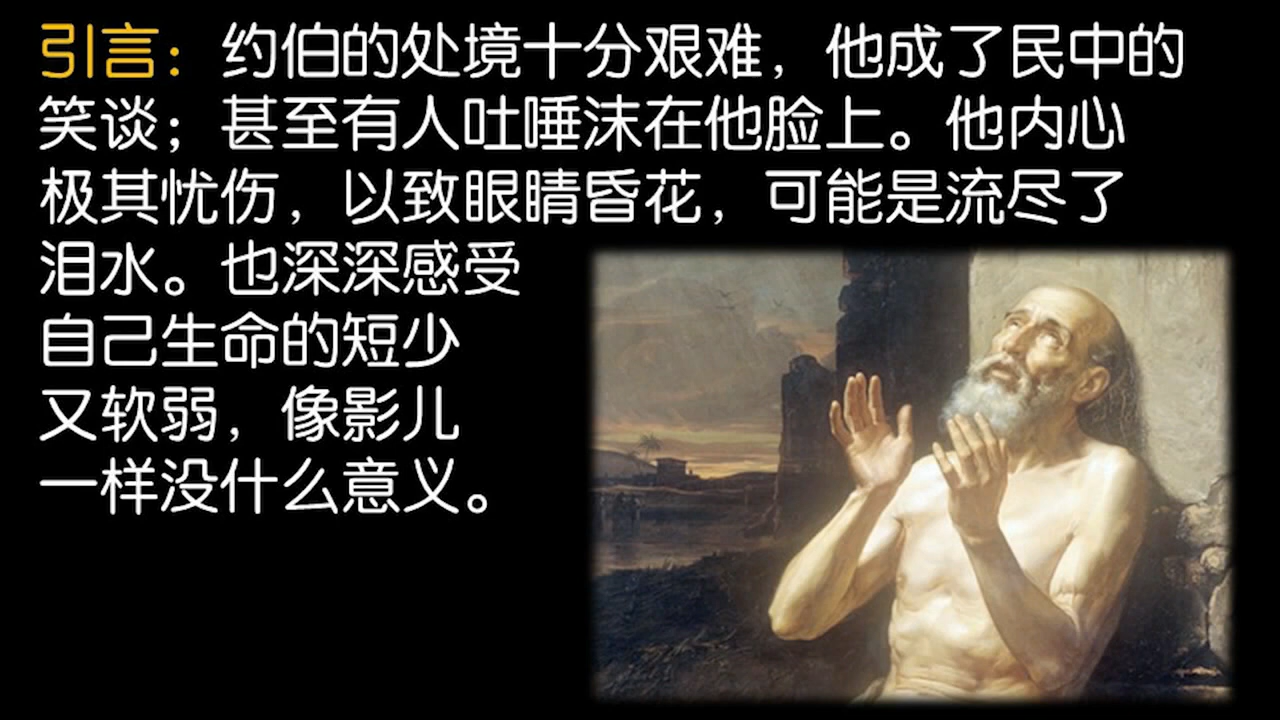 引言：约伯的处境十分艰难，他成了民中的
笑谈；甚至有人吐唾沫在他脸上。他内心
极其忧伤，以致眼睛昏花，可能是流尽了
泪水。也深深感受
自己生命的短少
又软弱，像影儿
一样没什么意义。